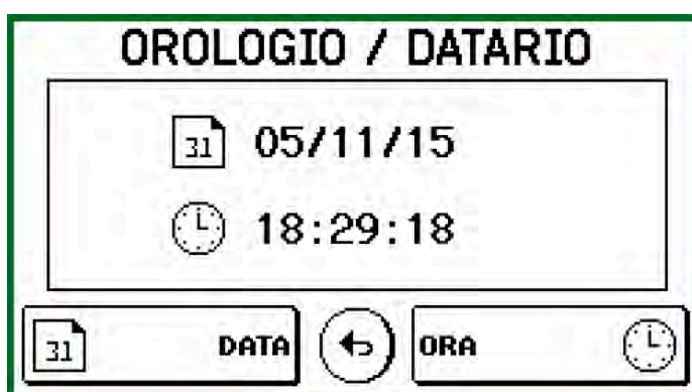 OROLOGIO / DATARIO
31 05/11/15
18:29:18
31 DATA ORA